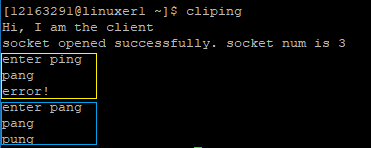 [12163291@linuxer1 ~]$ cliping
Hi, I am the client
socket opened successfully. socket num is 3
enter ping
pang
error!
enter pang
pang
pung